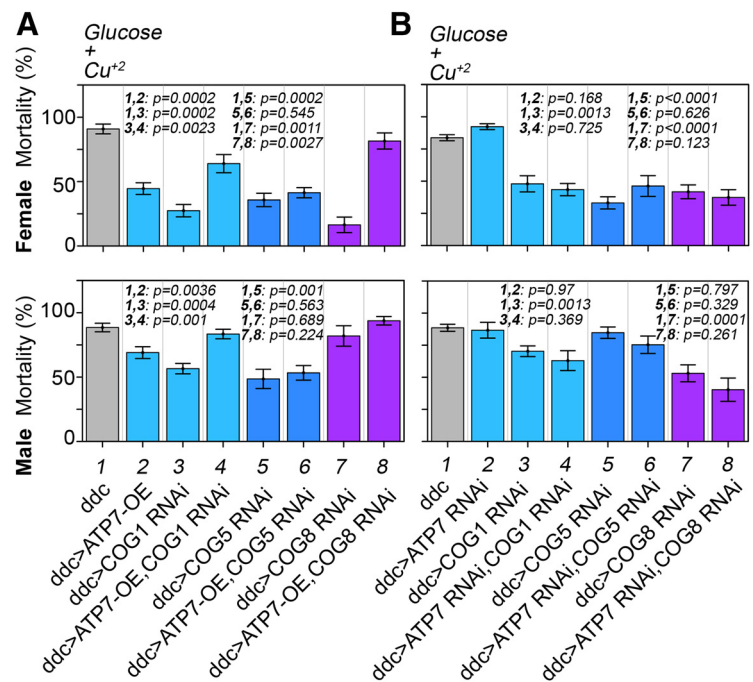 A
Glucose
+
Cu+2
B
Glucose
+
Cu+2
Female Mortality (%)
100
50
0
1,2: p=0.0002
1,3: p=0.0002
3,4: p=0.0023
1,5: p=0.0002
5,6: p=0.545
1,7: p=0.0011
7,8: p=0.0027
Female Mortality (%)
100
50
0
1,2: p=0.168
1,3: p=0.0013
3,4: p=0.725
1,5: p<0.0001
5,6: p=0.626
1,7: p<0.0001
7,8: p=0.123
Male Mortality (%)
100
50
0
1,2: p=0.0036
1,3: p=0.0004
3,4: p=0.001
1,5: p=0.001
5,6: p=0.563
1,7: p=0.689
7,8: p=0.224
Male Mortality (%)
100
50
0
1,2: p=0.97
1,3: p=0.0013
3,4: p=0.369
1,5: p=0.797
5,6: p=0.329
1,7: p=0.0001
7,8: p=0.261
1 2 3 4 5 6 7 8
ddc
ddc>ATP7-OE
ddc>COG1 RNAi
ddc>ATP7-OE, COG1 RNAi
ddc>COG5 RNAi
ddc>ATP7-OE, COG5 RNAi
ddc>COG8 RNAi
ddc>ATP7-OE, COG8 RNAi
1 2 3 4 5 6 7 8
ddc
ddc>ATP7 RNAi
ddc>COG1 RNAi
ddc>ATP7 RNAi,COG1 RNAi
ddc>COG5 RNAi
ddc>ATP7 RNAi,COG5 RNAi
ddc>COG8 RNAi
ddc>ATP7 RNAi,COG8 RNAi